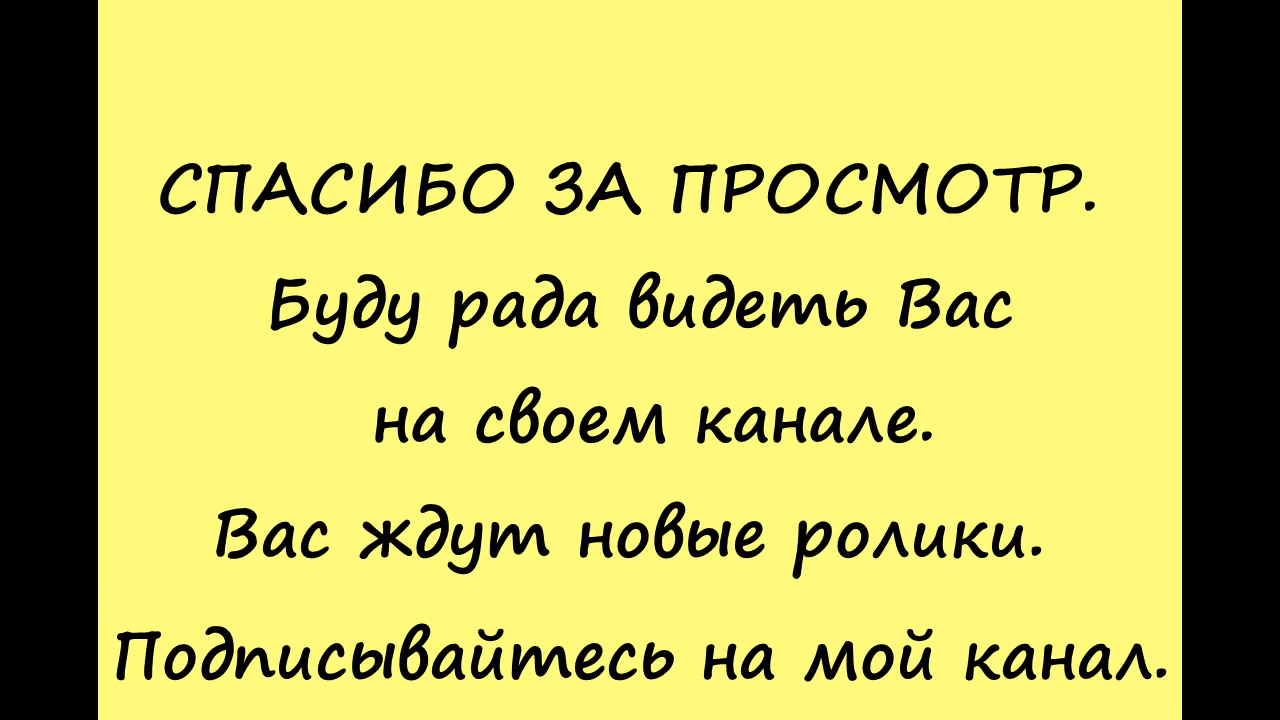 СПАСИБО ЗА ПРОСМОТР.
Буду рада видеть Вас
на своем канале.
Вас ждут новые ролики.
Подписывайтесь на мой канал.